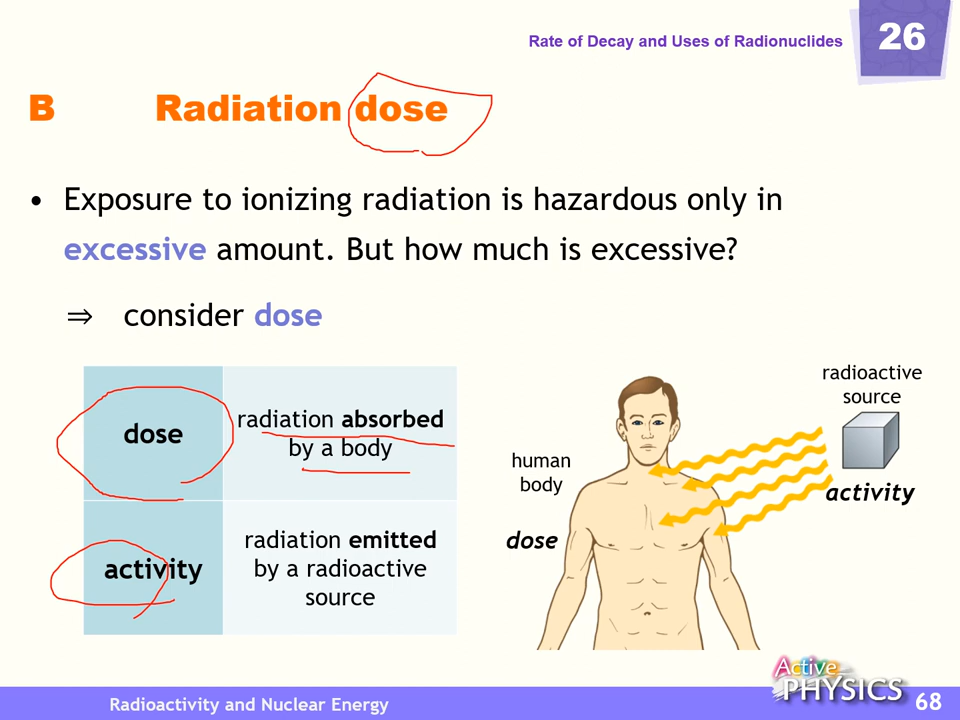 Rate of Decay and Uses of Radionuclides
26
B Radiation dose
• Exposure to ionizing radiation is hazardous only in
excessive amount. But how much is excessive?
⇒ consider dose
dose
radiation absorbed
by a body
activity
radiation emitted
by a radioactive
source
radioactive
source
human
body
activity
dose
Active
PHYSICS
Radioactivity and Nuclear Energy
68